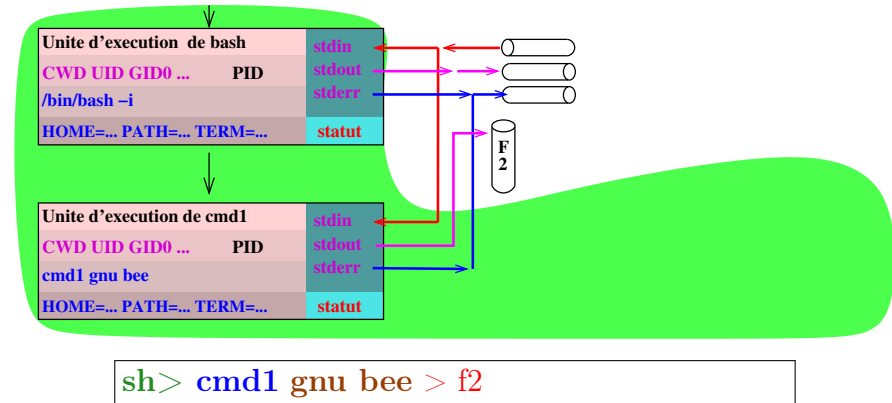 Unite d'execution de bash
stdin
CWD UID GID0 ... PID
stdout
/bin/bash –i
stderr
HOME=... PATH=... TERM=...
statut
F
2
Unite d'execution de cmd1
stdin
CWD UID GID0 ... PID
stdout
cmd1 gnu bee
stderr
HOME=... PATH=... TERM=...
statut
sh> cmd1 gnu bee > f2